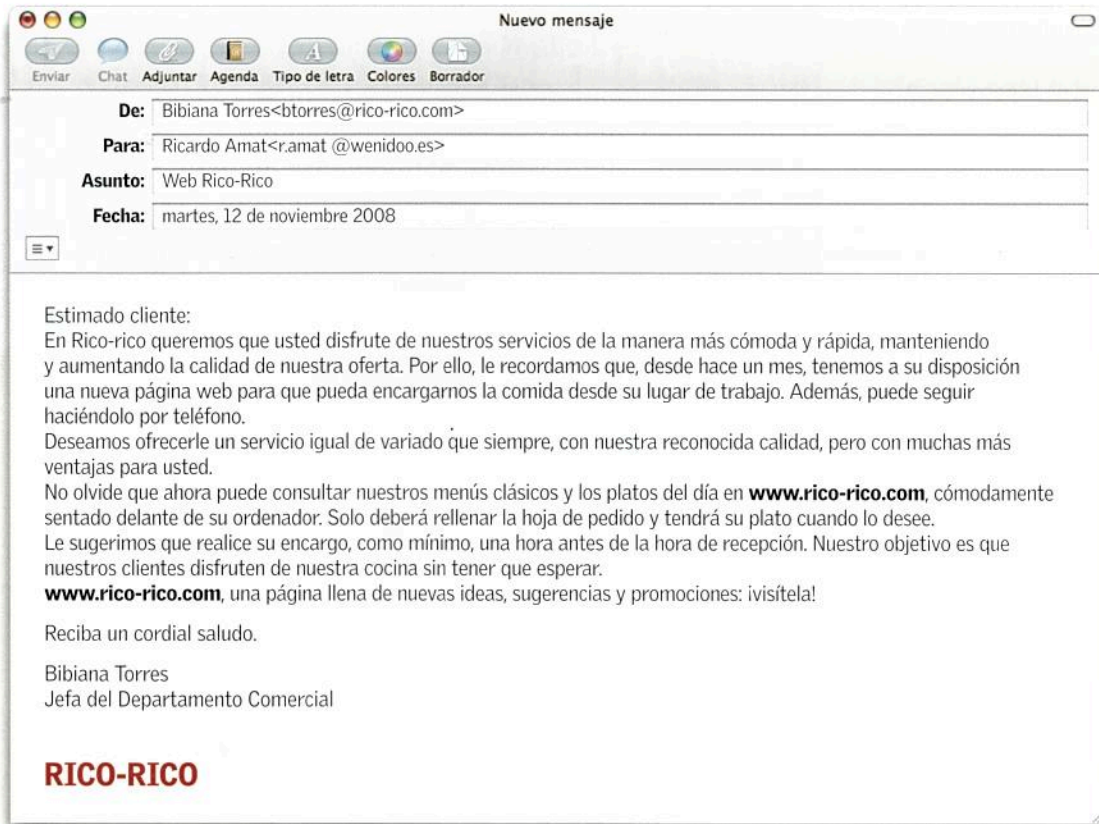 Nuevo mensaje
Enviar Chat Adjuntar Agenda Tipo de letra Colores Borrador
De: Bibiana Torres<btorres@rico-rico.com>
Para: Ricardo Amat<r.amat @wenidoo.es>
Asunto: Web Rico-Rico
Fecha: martes, 12 de noviembre 2008
Estimado cliente:
En Rico-rico queremos que usted disfrute de nuestros servicios de la manera más cómoda y rápida, manteniendo
y aumentando la calidad de nuestra oferta. Por ello, le recordamos que, desde hace un mes, tenemos a su disposición
una nueva página web para que pueda encargarnos la comida desde su lugar de trabajo. Además, puede seguir
haciéndolo por teléfono.
Deseamos ofrecerle un servicio igual de variado que siempre, con nuestra reconocida calidad, pero con muchas más
ventajas para usted.
No olvide que ahora puede consultar nuestros menús clásicos y los platos del día en www.rico-rico.com, cómodamente
sentado delante de su ordenador. Solo deberá rellenar la hoja de pedido y tendrá su plato cuando lo desee.
Le sugerimos que realice su encargo, como mínimo, una hora antes de la hora de recepción. Nuestro objetivo es que
nuestros clientes disfruten de nuestra cocina sin tener que esperar.
www.rico-rico.com, una página llena de nuevas ideas, sugerencias y promociones: ¡visítela!
Reciba un cordial saludo.
Bibiana Torres
Jefa del Departamento Comercial
RICO-RICO